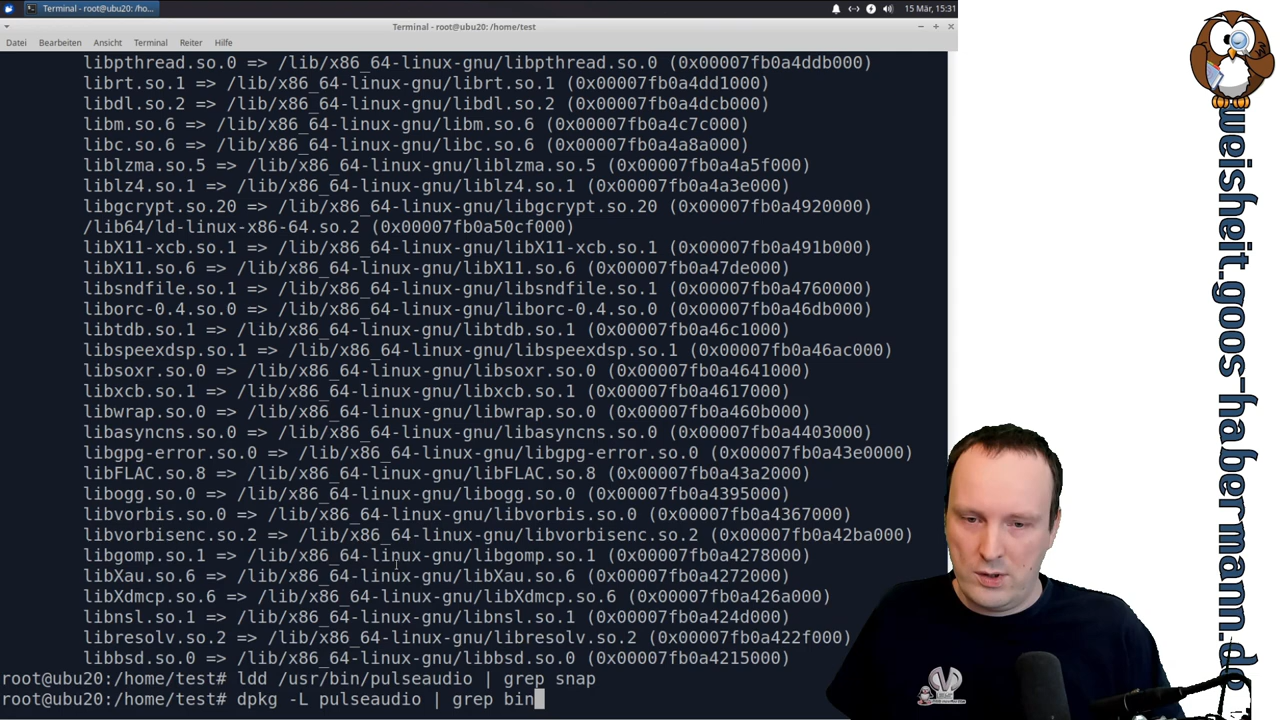 Terminal - root@ubu20: /ho...
15 Mär, 15:31
Terminal - root@ubu20: /home/test
Datei Bearbeiten Ansicht Terminal Reiter Hilfe
libpthread.so.0 => /lib/x86_64-linux-gnu/libpthread.so.0 (0x00007fb0a4ddb000)
librt.so.1 => /lib/x86_64-linux-gnu/librt.so.1 (0x00007fb0a4dd1000)
libdl.so.2 => /lib/x86_64-linux-gnu/libdl.so.2 (0x00007fb0a4dcb000)
libm.so.6 => /lib/x86_64-linux-gnu/libm.so.6 (0x00007fb0a4c7c000)
libc.so.6 => /lib/x86_64-linux-gnu/libc.so.6 (0x00007fb0a4a8a000)
liblzma.so.5 => /lib/x86_64-linux-gnu/liblzma.so.5 (0x00007fb0a4a5f000)
liblz4.so.1 => /lib/x86_64-linux-gnu/liblz4.so.1 (0x00007fb0a4a3e000)
libgcrypt.so.20 => /lib/x86_64-linux-gnu/libgcrypt.so.20 (0x00007fb0a4920000)
/lib64/ld-linux-x86-64.so.2 (0x00007fb0a50cf000)
libX11-xcb.so.1 => /lib/x86_64-linux-gnu/libX11-xcb.so.1 (0x00007fb0a491b000)
libX11.so.6 => /lib/x86_64-linux-gnu/libX11.so.6 (0x00007fb0a47de000)
libsndfile.so.1 => /lib/x86_64-linux-gnu/libsndfile.so.1 (0x00007fb0a4760000)
liborc-0.4.so.0 => /lib/x86_64-linux-gnu/liborc-0.4.so.0 (0x00007fb0a46db000)
libtdb.so.1 => /lib/x86_64-linux-gnu/libtdb.so.1 (0x00007fb0a46c1000)
libspeexdsp.so.1 => /lib/x86_64-linux-gnu/libspeexdsp.so.1 (0x00007fb0a46ac000)
libsoxr.so.0 => /lib/x86_64-linux-gnu/libsoxr.so.0 (0x00007fb0a4641000)
libxcb.so.1 => /lib/x86_64-linux-gnu/libxcb.so.1 (0x00007fb0a4617000)
libwrap.so.0 => /lib/x86_64-linux-gnu/libwrap.so.0 (0x00007fb0a460b000)
libasyncns.so.0 => /lib/x86_64-linux-gnu/libasyncns.so.0 (0x00007fb0a4403000)
libgpg-error.so.0 => /lib/x86_64-linux-gnu/libgpg-error.so.0 (0x00007fb0a43e0000)
libFLAC.so.8 => /lib/x86_64-linux-gnu/libFLAC.so.8 (0x00007fb0a43a2000)
libogg.so.0 => /lib/x86_64-linux-gnu/libogg.so.0 (0x00007fb0a4395000)
libvorbis.so.0 => /lib/x86_64-linux-gnu/libvorbis.so.0 (0x00007fb0a4367000)
libvorbisenc.so.2 => /lib/x86_64-linux-gnu/libvorbisenc.so.2 (0x00007fb0a42ba000)
libgomp.so.1 => /lib/x86_64-linux-gnu/libgomp.so.1 (0x00007fb0a4278000)
libXau.so.6 => /lib/x86_64-linux-gnu/libXau.so.6 (0x00007fb0a4272000)
libXdmcp.so.6 => /lib/x86_64-linux-gnu/libXdmcp.so.6 (0x00007fb0a426a000)
libnsl.so.1 => /lib/x86_64-linux-gnu/libnsl.so.1 (0x00007fb0a424d000)
libresolv.so.2 => /lib/x86_64-linux-gnu/libresolv.so.2 (0x00007fb0a422f000)
libbsd.so.0 => /lib/x86_64-linux-gnu/libbsd.so.0 (0x00007fb0a4215000)
root@ubu20:/home/test# ldd /usr/bin/pulseaudio | grep snap
root@ubu20:/home/test# dpkg -L pulseaudio | grep bin
weisheit.goos-habermann.de